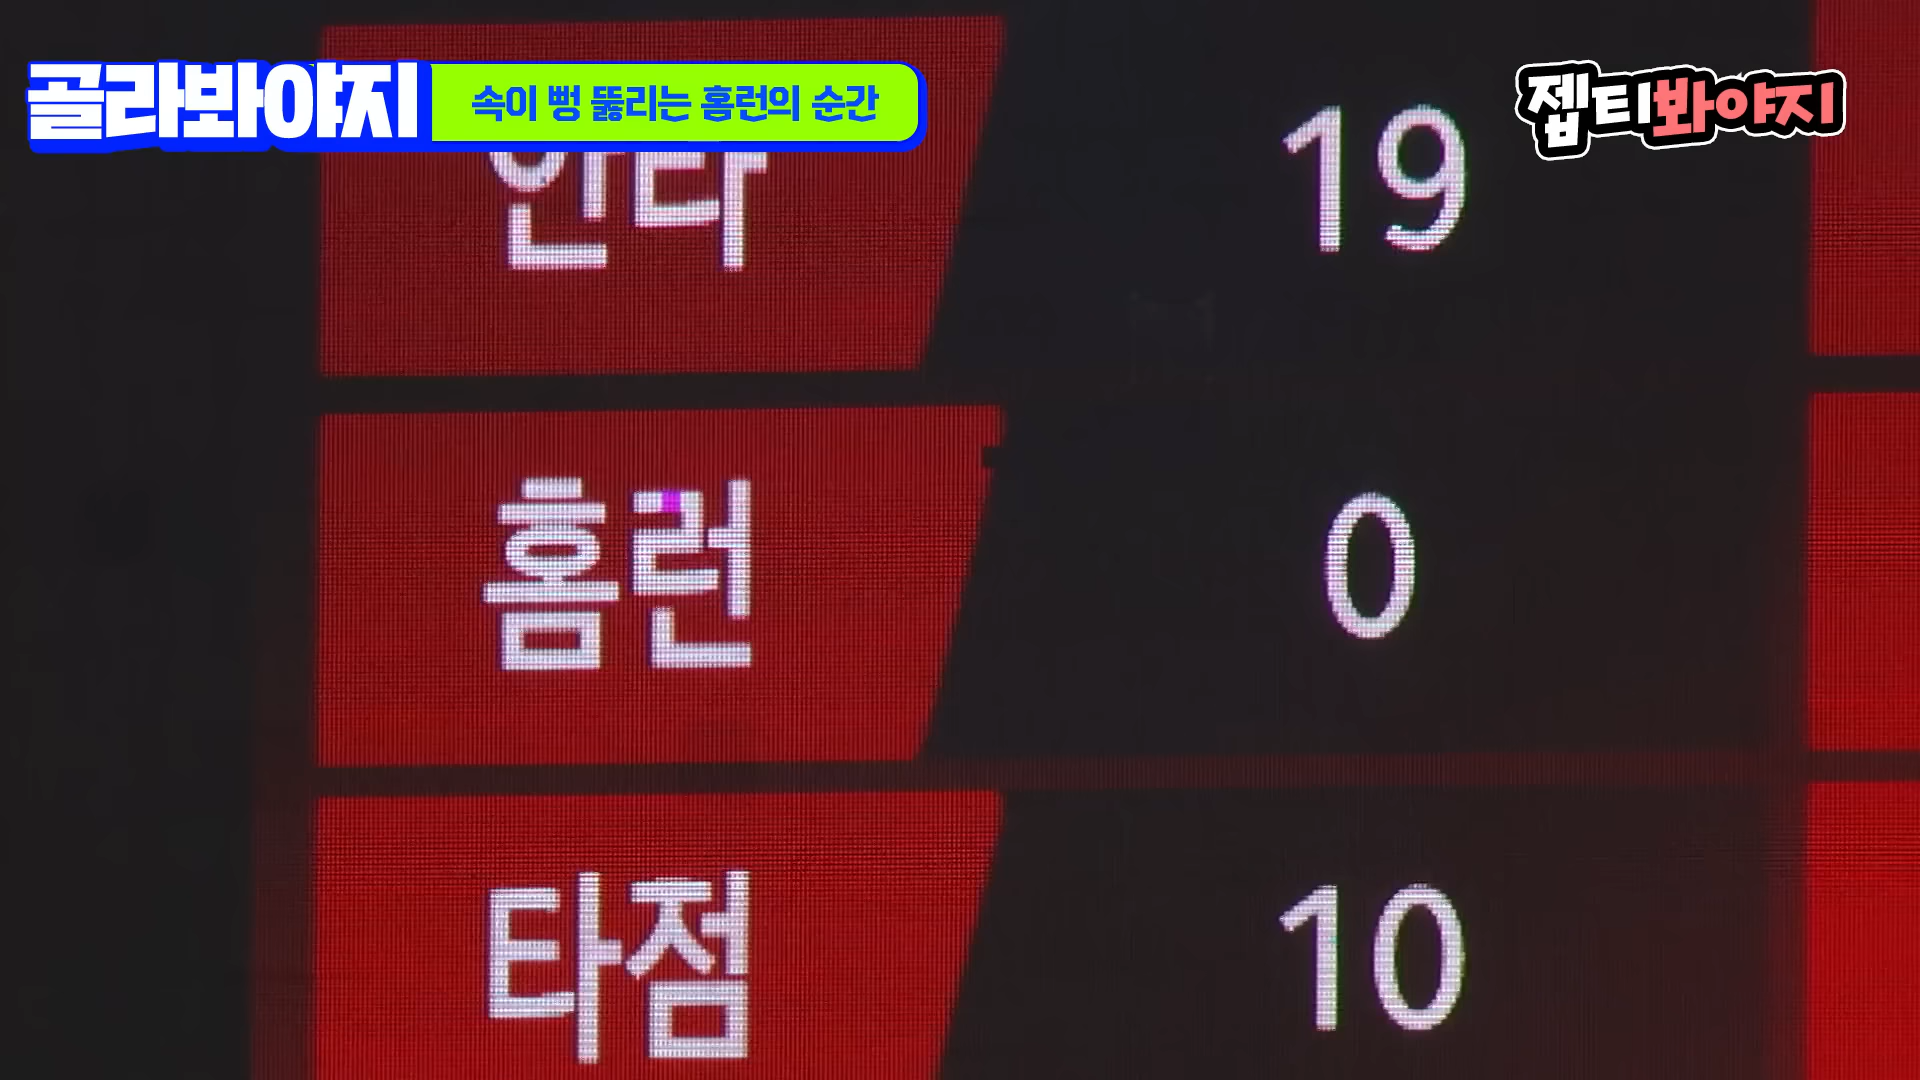 골라봐야지 속이 뻥 뚫리는 홈런의 순간
젭티봐야지
안타 19
홈런 0
타점 10